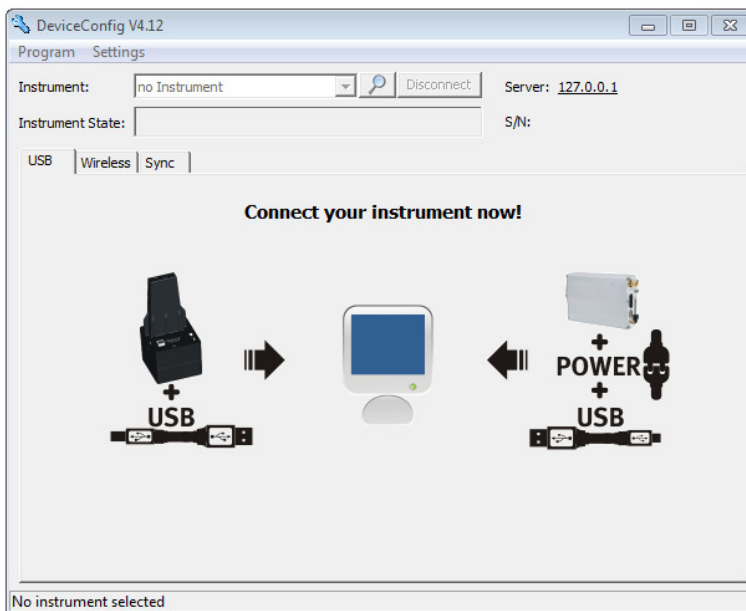 DeviceConfig V4.12
Program Settings
Instrument: no Instrument Disconnect Server: 127.0.0.1
Instrument State: S/N:
USB Wireless Sync
Connect your instrument now!
+
POWER
+ +
USB USB
No instrument selected